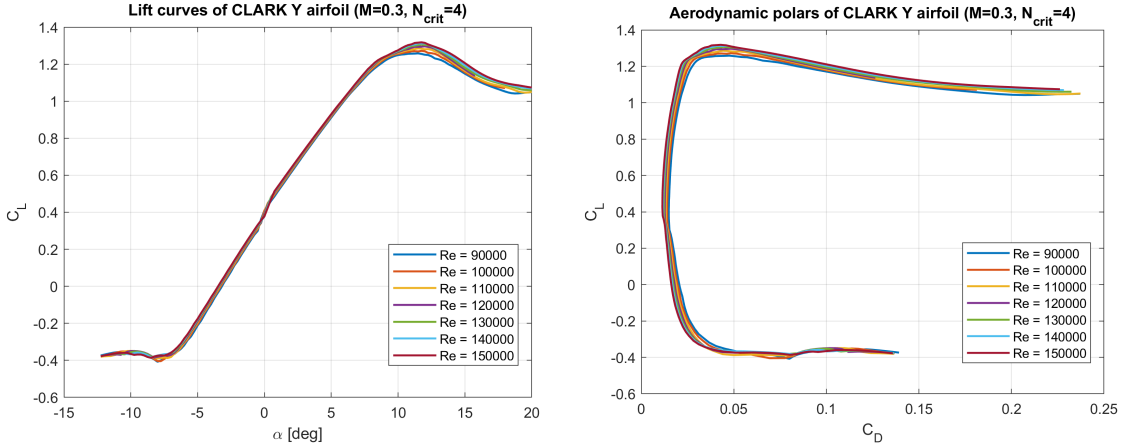 Lift curves of CLARK Y airfoil (M=0.3, N_crit=4)
1.4
1.2
1
0.8
0.6
0.4
0.2
0
-0.2
-0.4
-0.6
C_L
-15
-10
-5
0
5
10
15
20
α [deg]
Re = 90000
Re = 100000
Re = 110000
Re = 120000
Re = 130000
Re = 140000
Re = 150000
Aerodynamic polars of CLARK Y airfoil (M=0.3, N_crit=4)
1.4
1.2
1
0.8
0.6
0.4
0.2
0
-0.2
-0.4
-0.6
C_L
0
0.05
0.1
0.15
0.2
0.25
C_D
Re = 90000
Re = 100000
Re = 110000
Re = 120000
Re = 130000
Re = 140000
Re = 150000